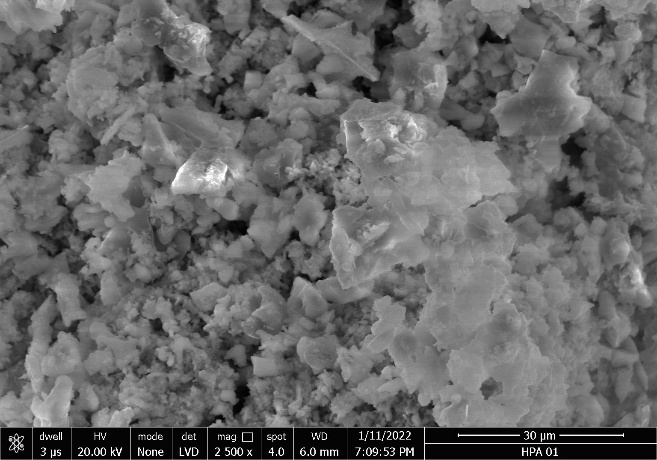 dwell HV mode det mag □ spot WD 1/11/2022 30 µm
3 µs 20.00 kV None LVD 2 500 x 4.0 6.0 mm 7:09:53 PM HPA 01